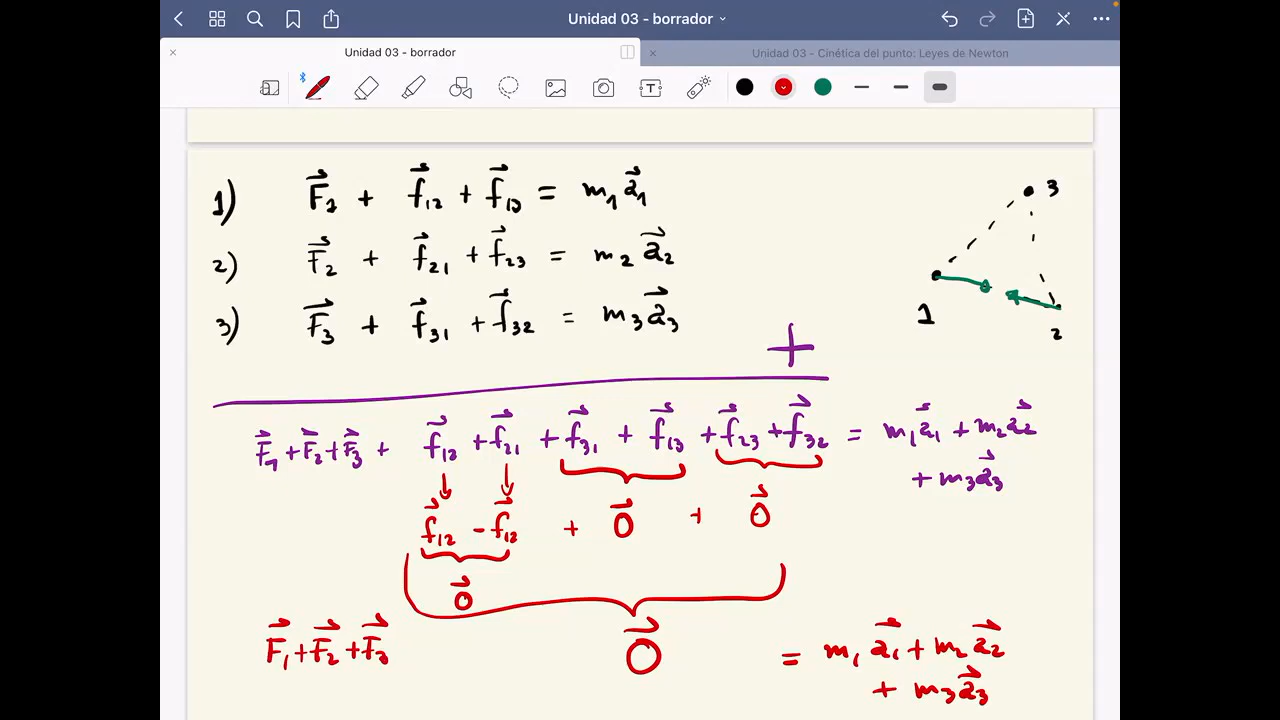 Unidad 03 - borrador
Unidad 03 - borrador
Unidad 03 - Cinética del punto: Leyes de Newton
T
1) F⃗₁ + f⃗₁₂ + f⃗₁₃ = m₁ a⃗₁
2) F⃗₂ + f⃗₂₁ + f⃗₂₃ = m₂ a⃗₂
3) F⃗₃ + f⃗₃₁ + f⃗₃₂ = m₃ a⃗₃
3
1
2
+
F⃗₁ + F⃗₂ + F⃗₃ + f⃗₁₂ + f⃗₂₁ + f⃗₃₁ + f⃗₁₃ + f⃗₂₃ + f⃗₃₂ = m₁ a⃗₁ + m₂ a⃗₂
+ m₃ a⃗₃
f⃗₁₂ - f⃗₁₂ + 0⃗ + 0⃗
0⃗
F⃗₁ + F⃗₂ + F⃗₃ 0⃗ = m₁ a⃗₁ + m₂ a⃗₂
+ m₃ a⃗₃